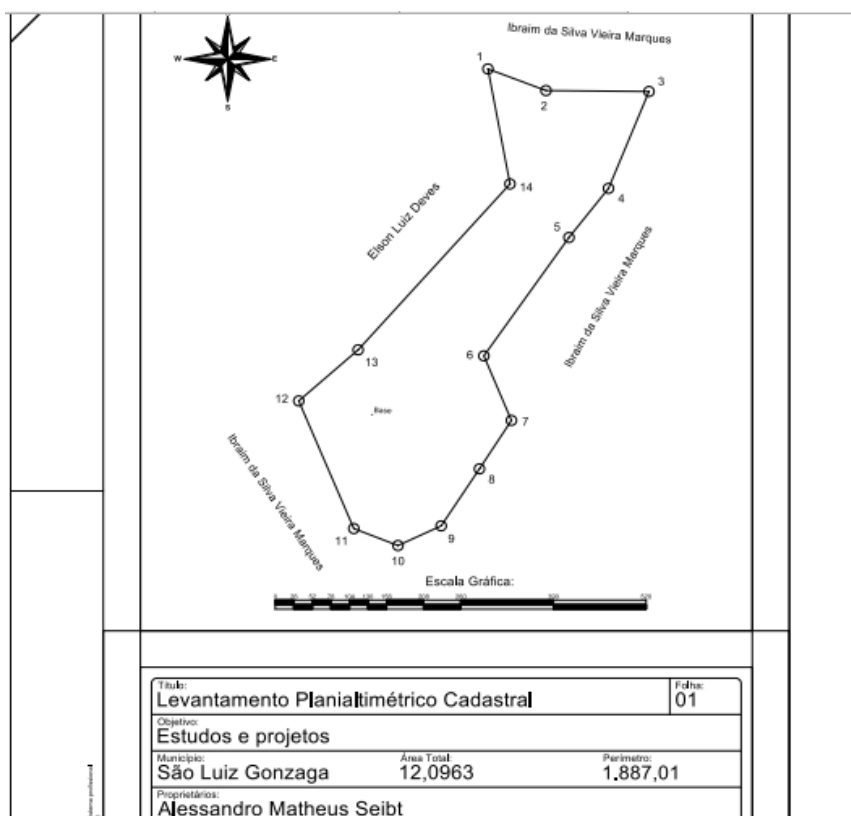 Ibraim da Silva Vieira Marques
W E
S
1
2
3
14
4
5
Elson Luiz Deves
Ibraim da Silva Vieira Marques
13
6
12
Base
7
Ibraim da Silva Vieira Marques
8
11
9
10
Escala Gráfica:
Título:
Levantamento Planialtimétrico Cadastral
Folha:
01
Objetivo:
Estudos e projetos
Município:
São Luiz Gonzaga
Área Total:
12,0963
Perímetro:
1.887,01
Proprietários:
Alessandro Matheus Seibt